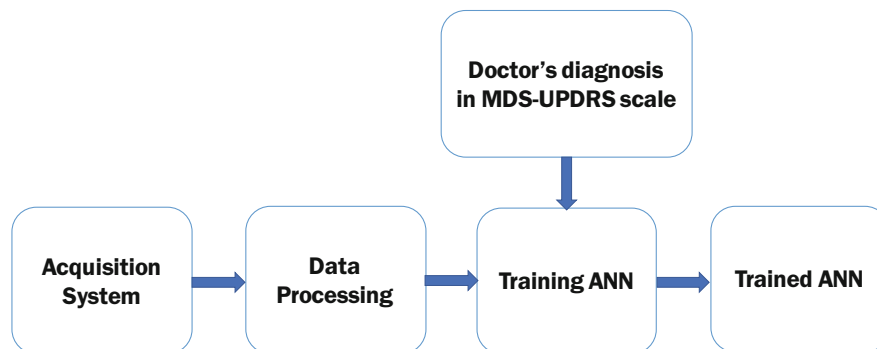 Doctor’s diagnosis
in MDS-UPDRS scale
Acquisition
System
Data
Processing
Training ANN
Trained ANN